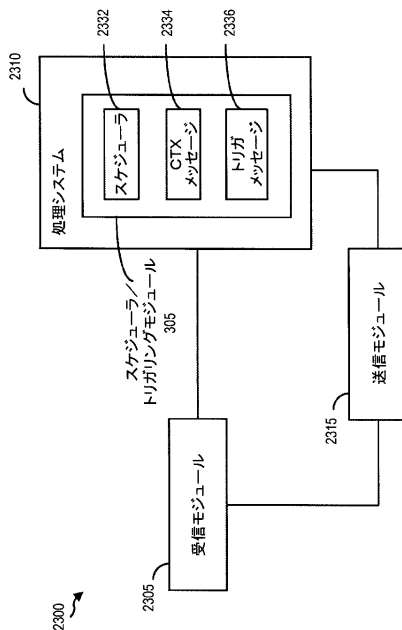 2300
2310
処理システム
スケジューラ
2332
CTX
メッセージ
2334
トリガ
メッセージ
2336
スケジューラ/
トリガリングモジュール
305
受信モジュール
2305
送信モジュール
2315